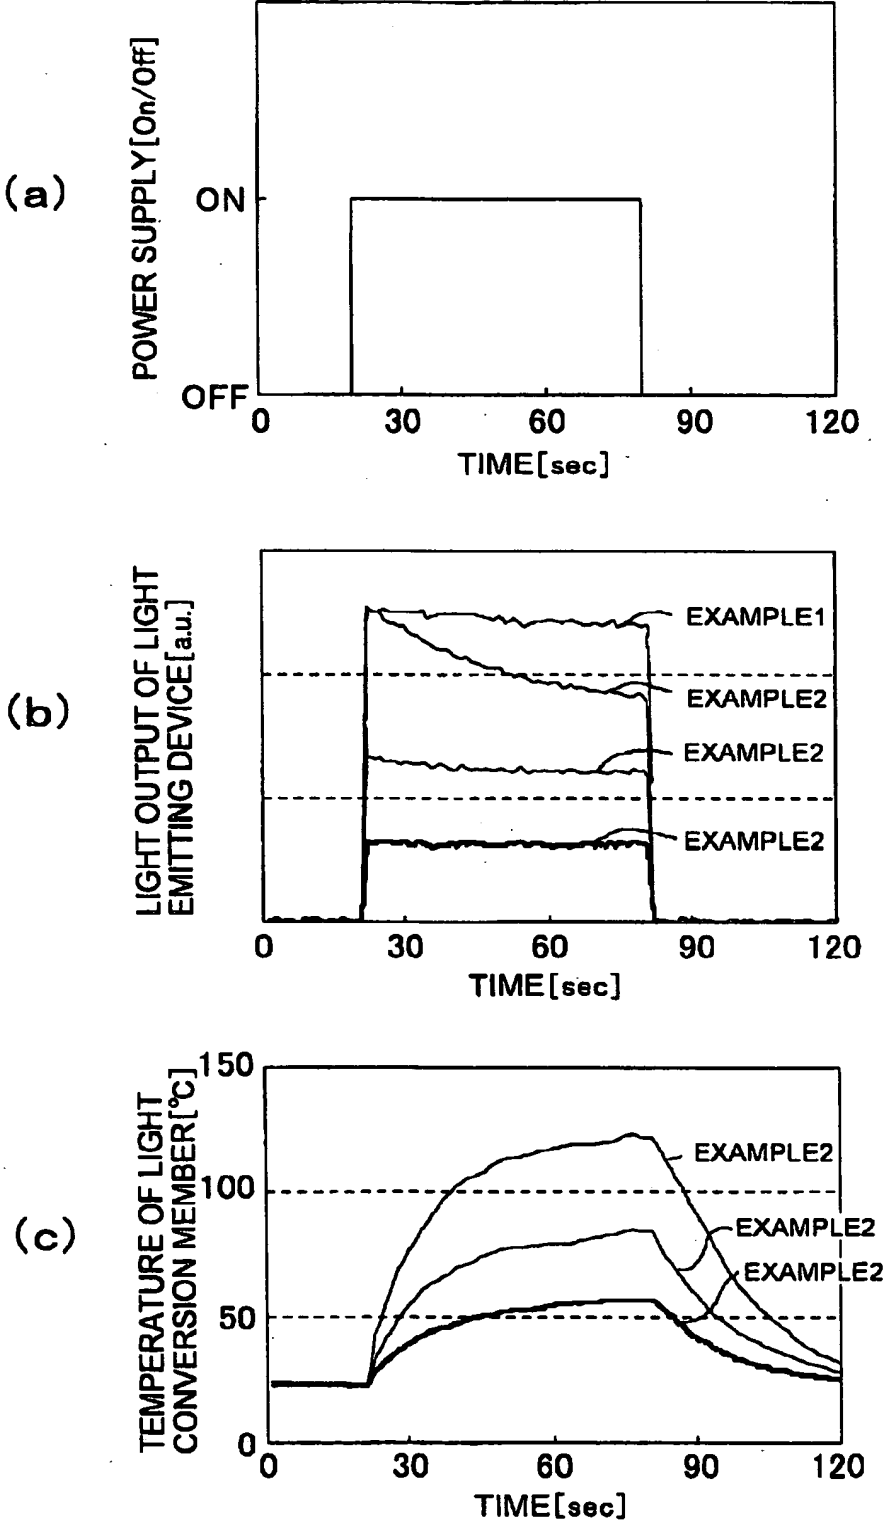 (a)
POWER SUPPLY[On/Off]
ON
OFF
0 30 60 90 120
TIME[sec]
(b)
LIGHT OUTPUT OF LIGHT
EMITTING DEVICE[a.u.]
EXAMPLE1
EXAMPLE2
EXAMPLE2
EXAMPLE2
0 30 60 90 120
TIME[sec]
(c)
TEMPERATURE OF LIGHT
CONVERSION MEMBER[°C]
150
100
50
0
EXAMPLE2
EXAMPLE2
EXAMPLE2
0 30 60 90 120
TIME[sec]